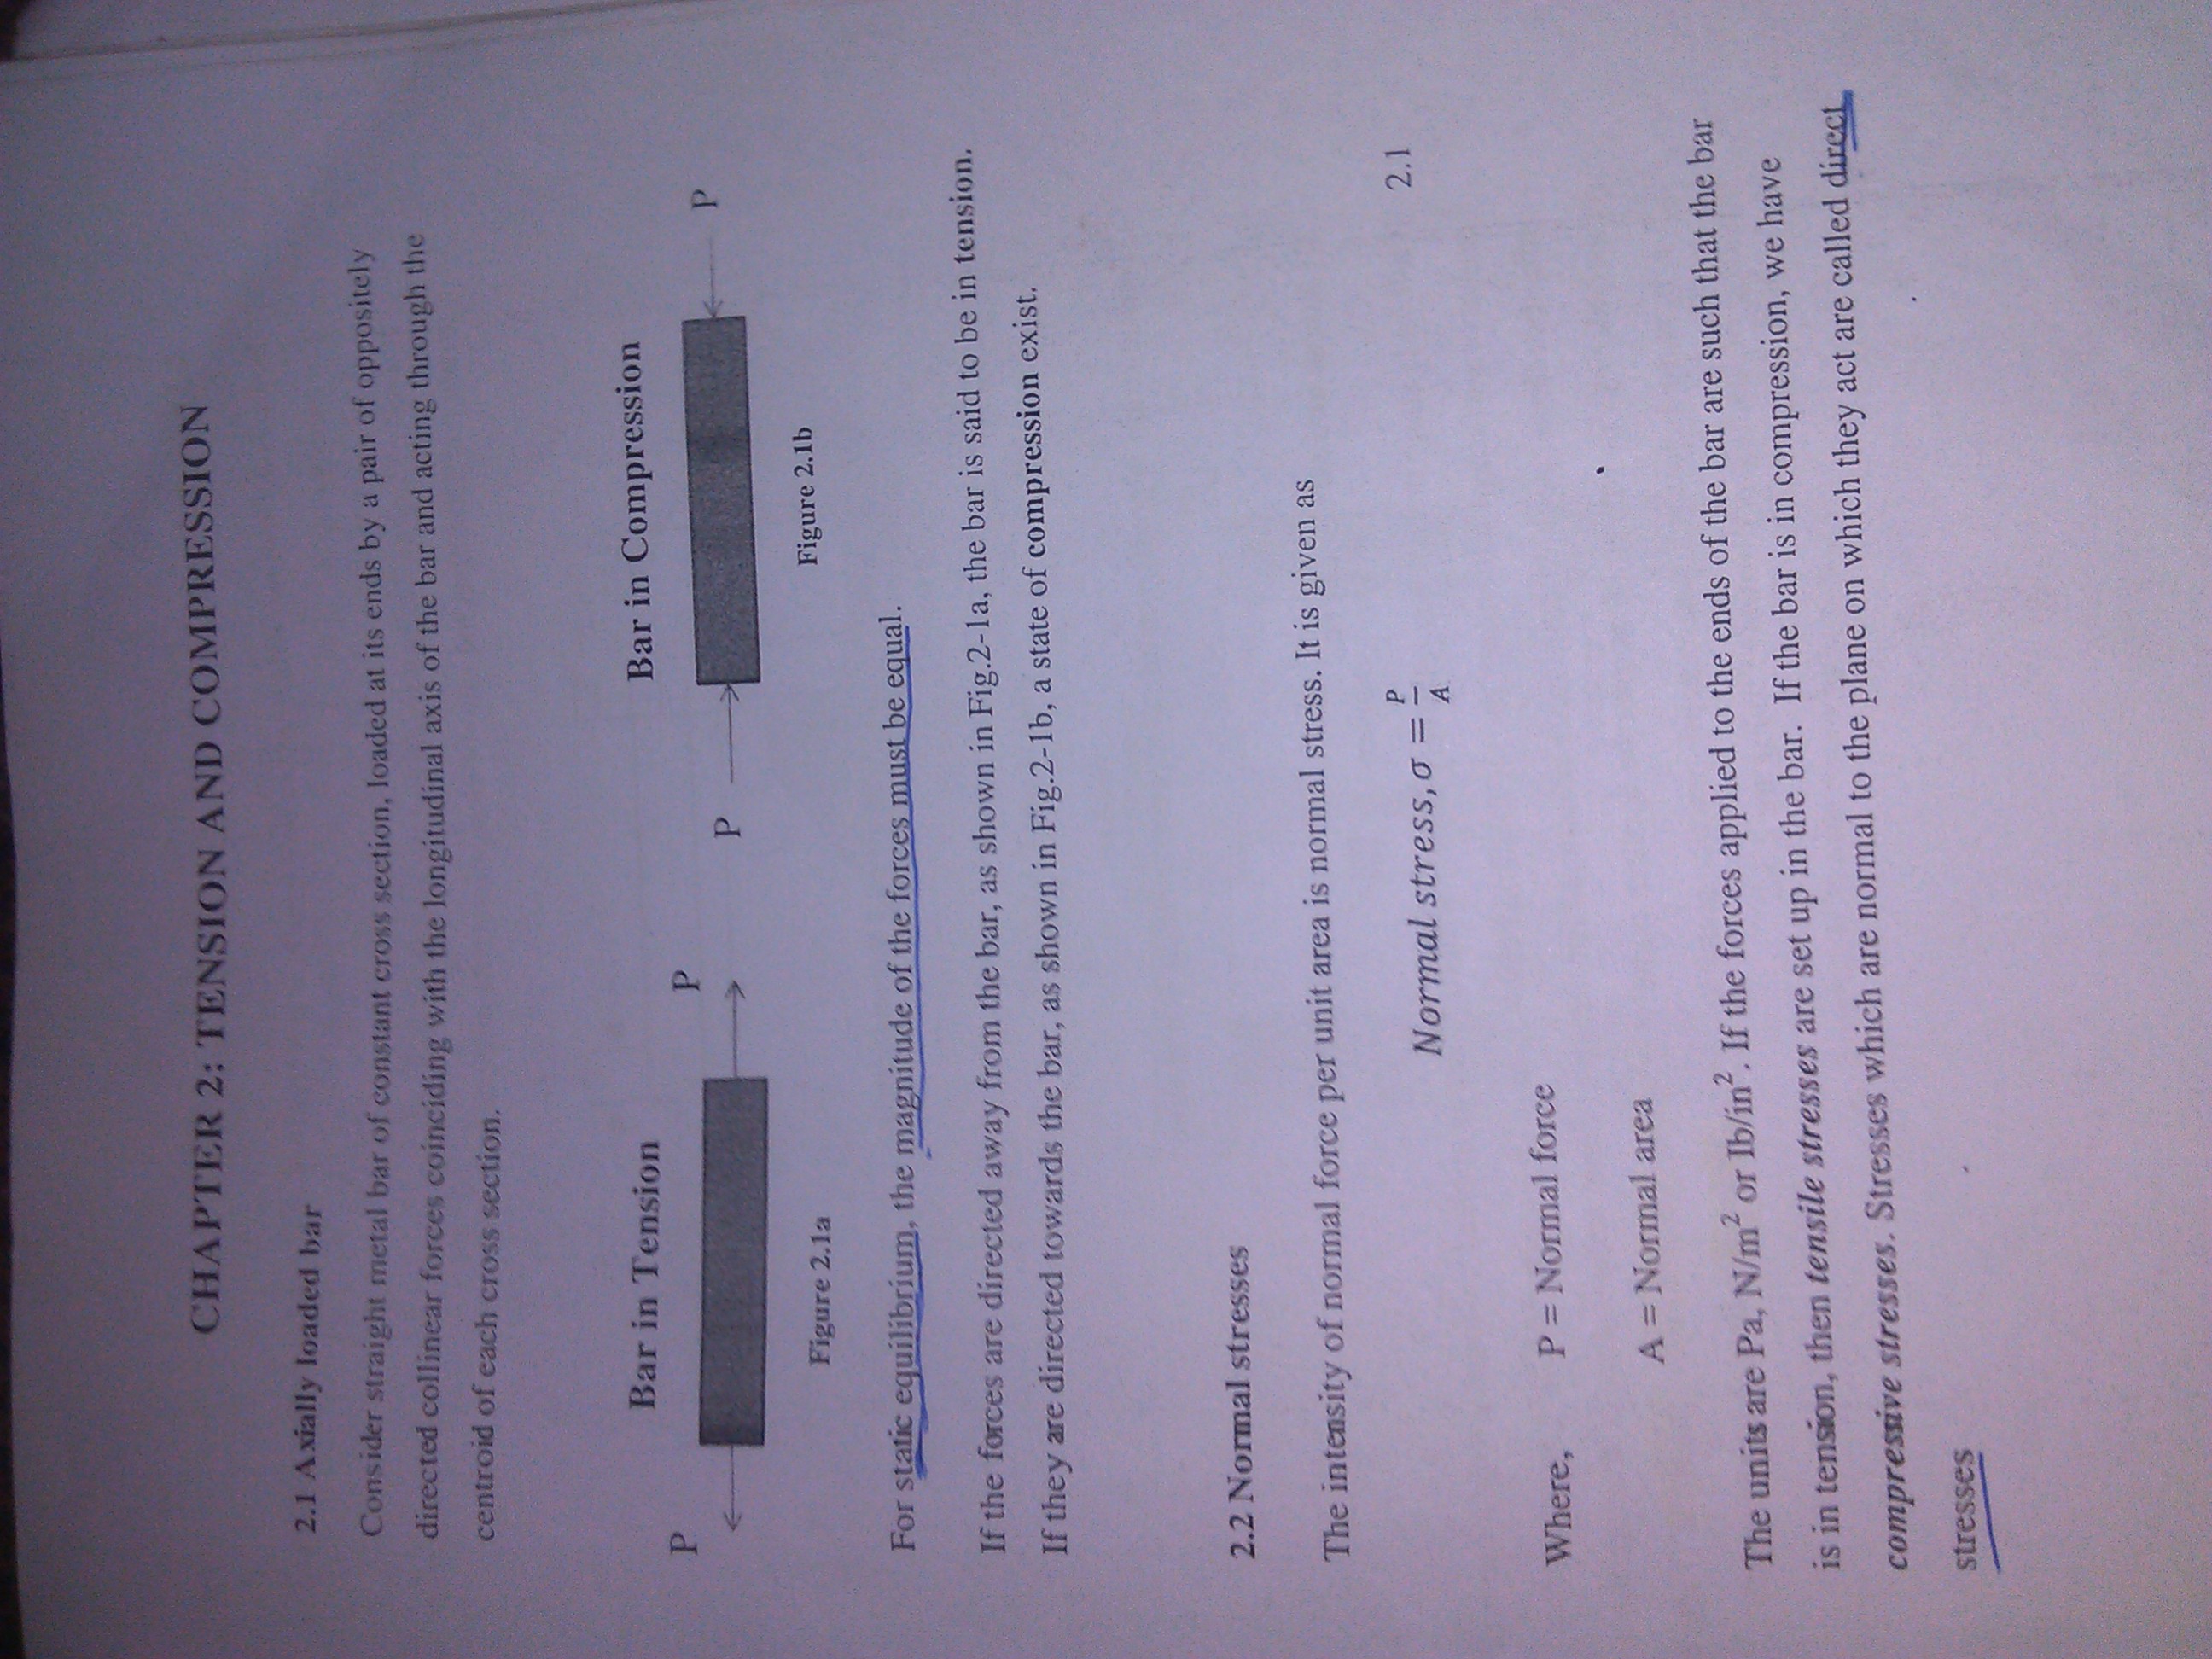 CHAPTER 2: TENSION AND COMPRESSION
2.1 Axially loaded bar
Consider straight metal bar of constant cross section, loaded at its ends by a pair of oppositely
directed collinear forces coinciding with the longitudinal axis of the bar and acting through the
centroid of each cross section.
Bar in Tension
Bar in Compression
P P
P P
Figure 2.1a
Figure 2.1b
For static equilibrium, the magnitude of the forces must be equal.
If the forces are directed away from the bar, as shown in Fig.2-1a, the bar is said to be in tension.
If they are directed towards the bar, as shown in Fig.2-1b, a state of compression exist.
2.2 Normal stresses
The intensity of normal force per unit area is normal stress. It is given as
Normal stress, σ = P/A 2.1
Where, P = Normal force
A = Normal area
The units are Pa, N/m² or Ib/in². If the forces applied to the ends of the bar are such that the bar
is in tension, then tensile stresses are set up in the bar. If the bar is in compression, we have
compressive stresses. Stresses which are normal to the plane on which they act are called direct
stresses